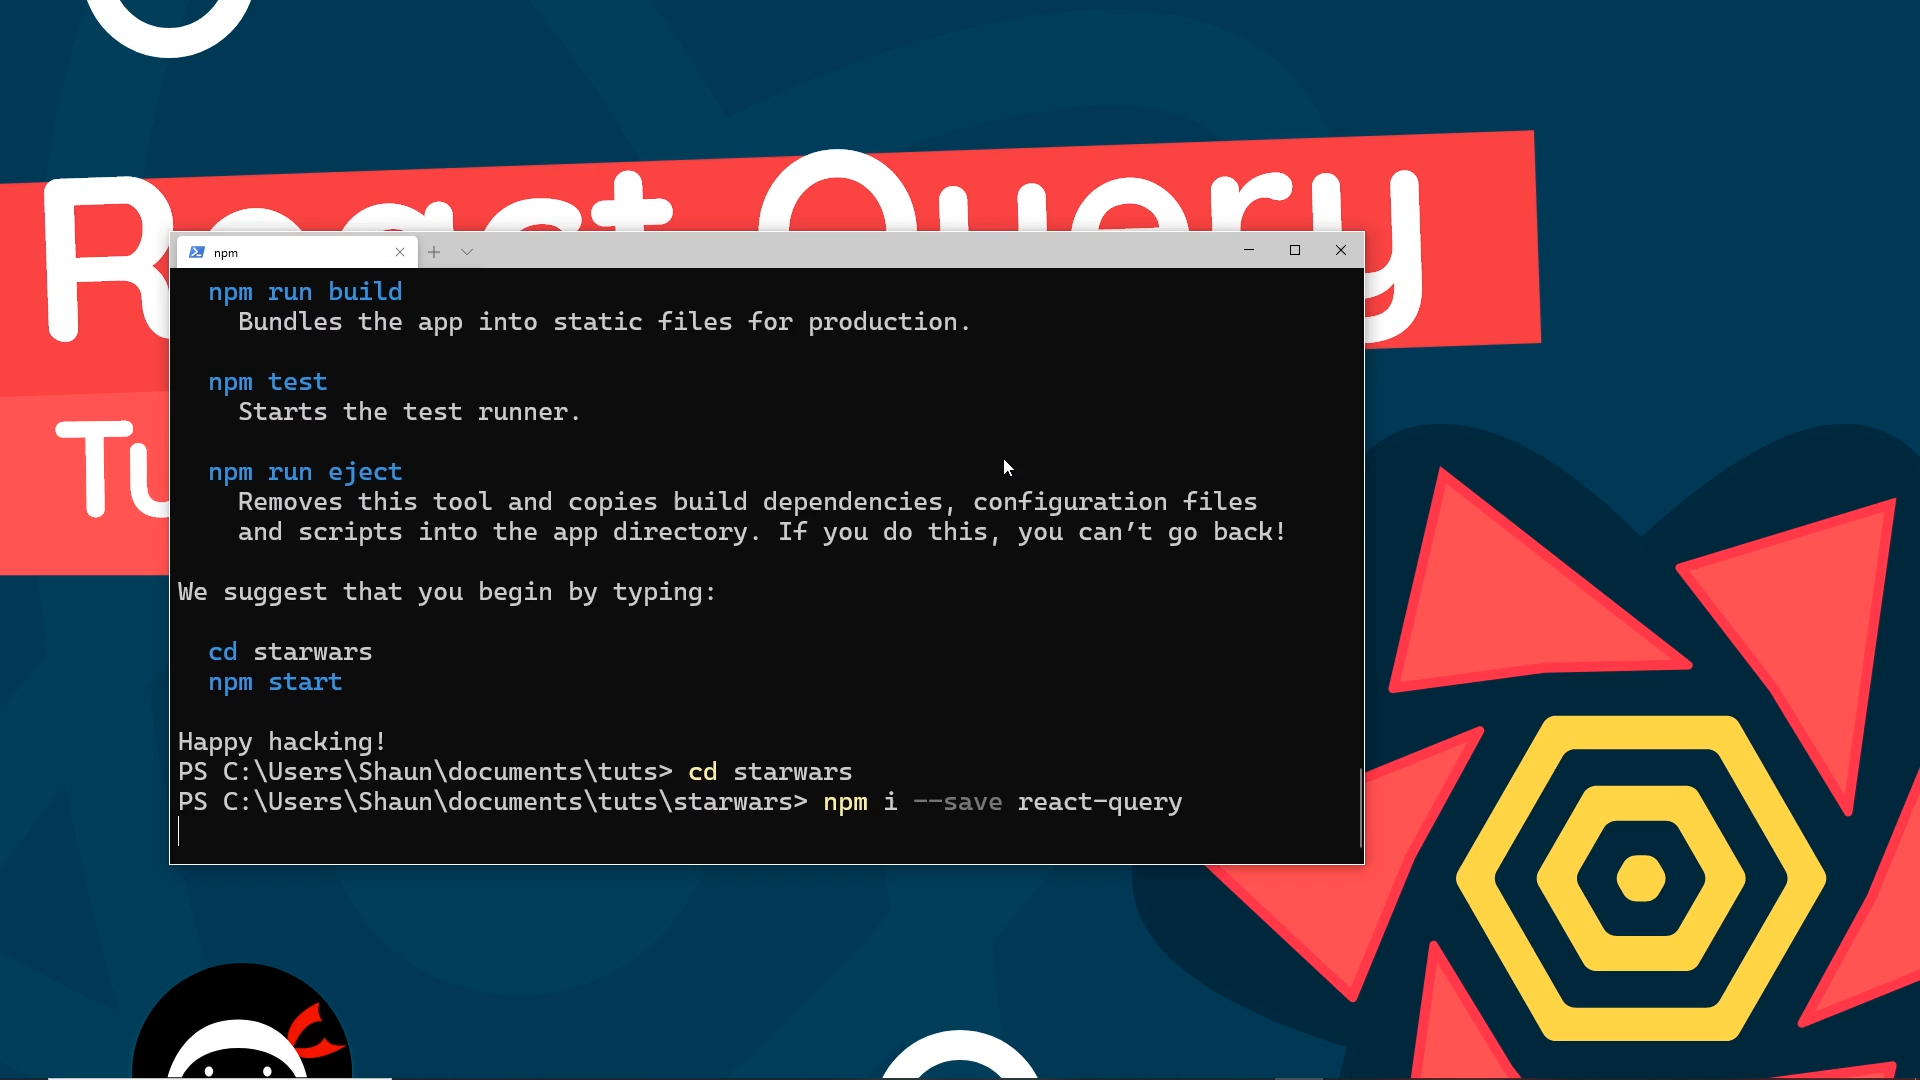 React Query
Tu
npm
npm run build
Bundles the app into static files for production.
npm test
Starts the test runner.
npm run eject
Removes this tool and copies build dependencies, configuration files
and scripts into the app directory. If you do this, you can’t go back!
We suggest that you begin by typing:
cd starwars
npm start
Happy hacking!
PS C:\Users\Shaun\documents\tuts> cd starwars
PS C:\Users\Shaun\documents\tuts\starwars> npm i --save react-query